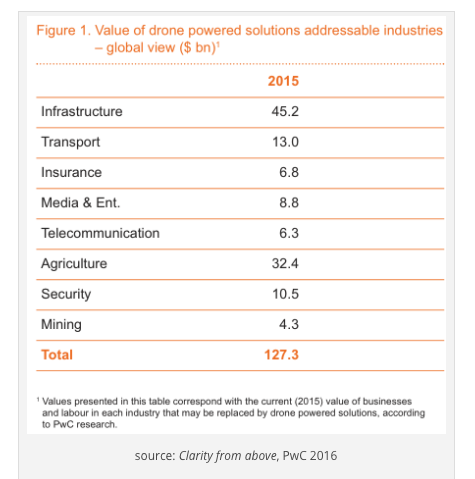 Figure 1. Value of drone powered solutions addressable industries
– global view ($ bn)¹
2015
Infrastructure 45.2
Transport 13.0
Insurance 6.8
Media & Ent. 8.8
Telecommunication 6.3
Agriculture 32.4
Security 10.5
Mining 4.3
Total 127.3
¹ Values presented in this table correspond with the current (2015) value of businesses
and labour in each industry that may be replaced by drone powered solutions, according
to PwC research.
source: Clarity from above, PwC 2016